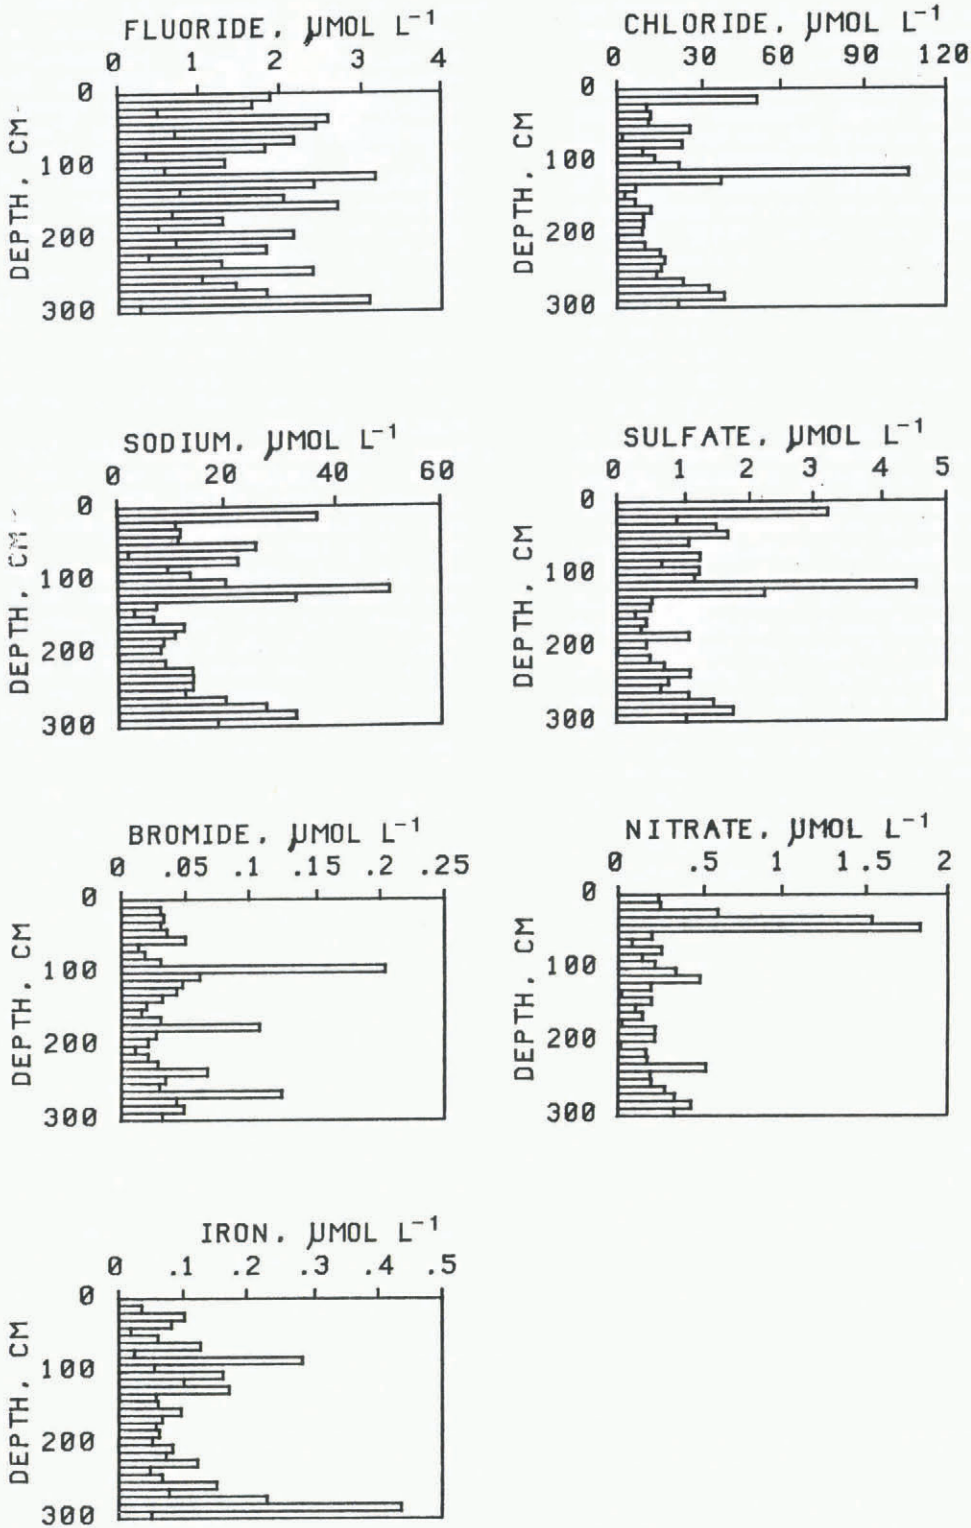 FLUORIDE, µMOL L⁻¹
0 1 2 3 4
DEPTH, CM
0
100
200
300
CHLORIDE, µMOL L⁻¹
0 30 60 90 120
DEPTH, CM
0
100
200
300
SODIUM, µMOL L⁻¹
0 20 40 60
DEPTH, CM
0
100
200
300
SULFATE, µMOL L⁻¹
0 1 2 3 4 5
DEPTH, CM
0
100
200
300
BROMIDE, µMOL L⁻¹
0 .05 .1 .15 .2 .25
DEPTH, CM
0
100
200
300
NITRATE, µMOL L⁻¹
0 .5 1 1.5 2
DEPTH, CM
0
100
200
300
IRON, µMOL L⁻¹
0 .1 .2 .3 .4 .5
DEPTH, CM
0
100
200
300